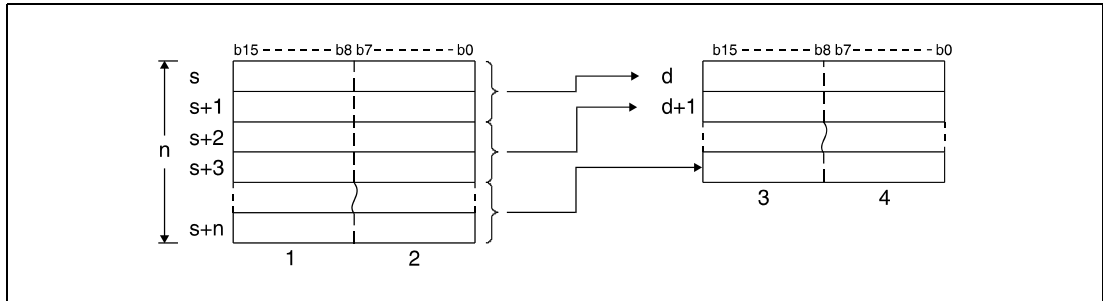 b15 - - - - - - - b8 b7 - - - - - - - - b0
s
s+1
s+2
s+3
s+n
n
1 2
b15 - - - - - - - - b8 b7 - - - - - - - - b0
d
d+1
3 4